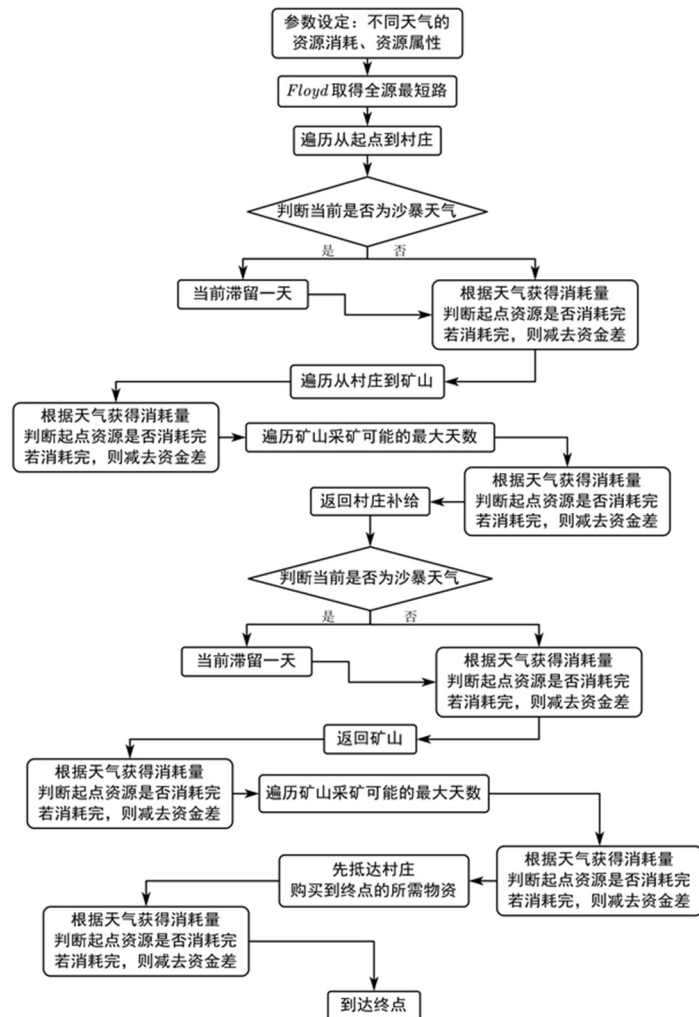 参数设定：不同天气的
资源消耗、资源属性
Floyd取得全源最短路
遍历从起点到村庄
判断当前是否为沙暴天气
是
否
当前滞留一天
根据天气获得消耗量
判断起点资源是否消耗完
若消耗完，则减去资金差
遍历从村庄到矿山
根据天气获得消耗量
判断起点资源是否消耗完
若消耗完，则减去资金差
遍历矿山采矿可能的最大天数
根据天气获得消耗量
判断起点资源是否消耗完
若消耗完，则减去资金差
返回村庄补给
判断当前是否为沙暴天气
是
否
当前滞留一天
根据天气获得消耗量
判断起点资源是否消耗完
若消耗完，则减去资金差
返回矿山
根据天气获得消耗量
判断起点资源是否消耗完
若消耗完，则减去资金差
遍历矿山采矿可能的最大天数
根据天气获得消耗量
判断起点资源是否消耗完
若消耗完，则减去资金差
先抵达村庄
购买到终点的所需物资
根据天气获得消耗量
判断起点资源是否消耗完
若消耗完，则减去资金差
到达终点